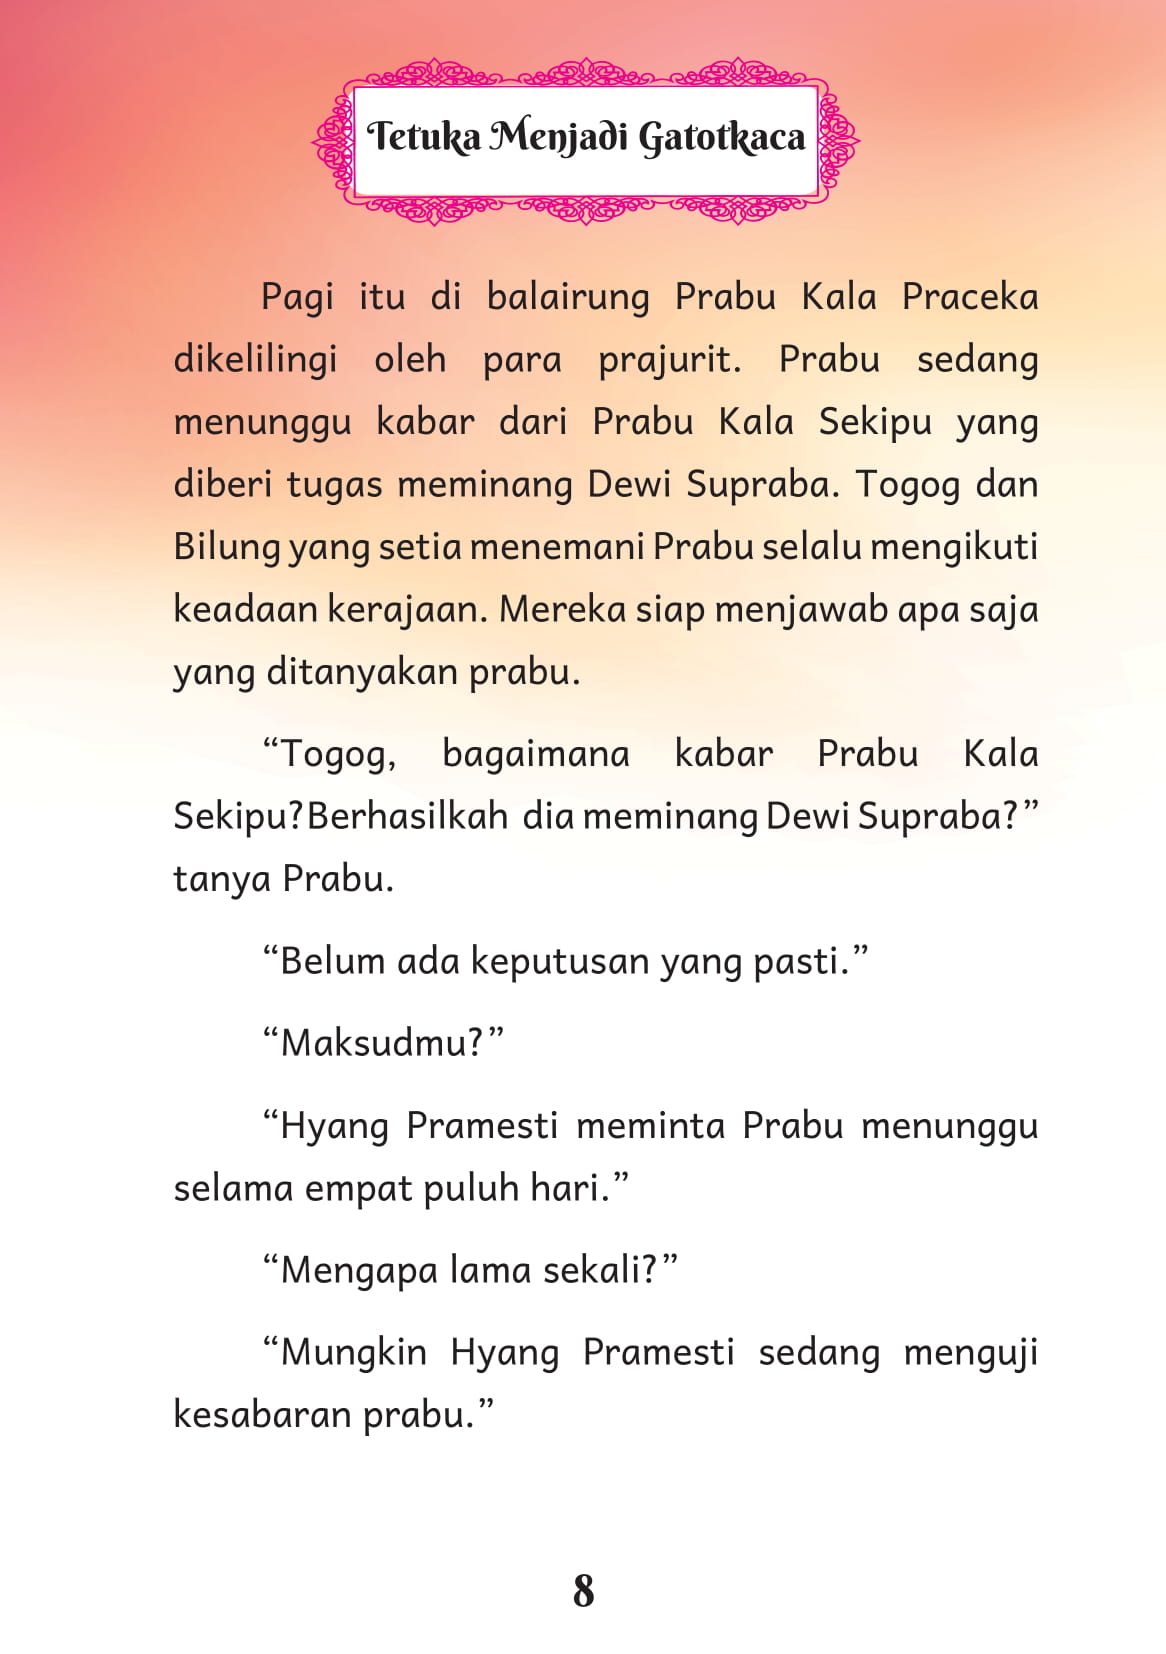 Tetuka Menjadi Gatotkaca
Pagi itu di balairung Prabu Kala Praceka
dikelilingi oleh para prajurit. Prabu sedang
menunggu kabar dari Prabu Kala Sekipu yang
diberi tugas meminang Dewi Supraba. Togog dan
Bilung yang setia menemani Prabu selalu mengikuti
keadaan kerajaan. Mereka siap menjawab apa saja
yang ditanyakan prabu.
“Togog, bagaimana kabar Prabu Kala
Sekipu?Berhasilkah dia meminang Dewi Supraba?”
tanya Prabu.
“Belum ada keputusan yang pasti.”
“Maksudmu?”
“Hyang Pramesti meminta Prabu menunggu
selama empat puluh hari.”
“Mengapa lama sekali?”
“Mungkin Hyang Pramesti sedang menguji
kesabaran prabu.”
8